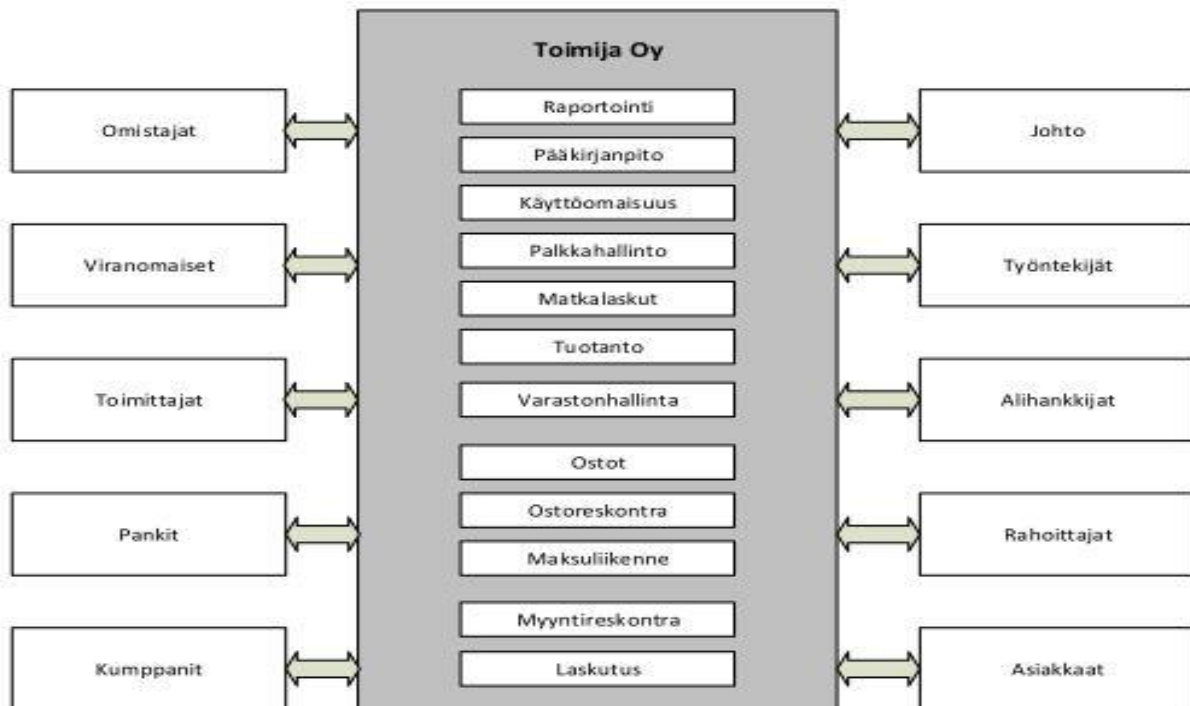 Toimija Oy
Omistajat
Viranomaiset
Toimittajat
Pankit
Kumppanit
Raportointi
Pääkirjanpito
Käyttöomaisuus
Palkkahallinto
Matkalaskut
Tuotanto
Varastonhallinta
Ostot
Ostoreskontra
Maksuliikenne
Myyntireskontra
Laskutus
Johto
Työntekijät
Alihankkijat
Rahoittajat
Asiakkaat